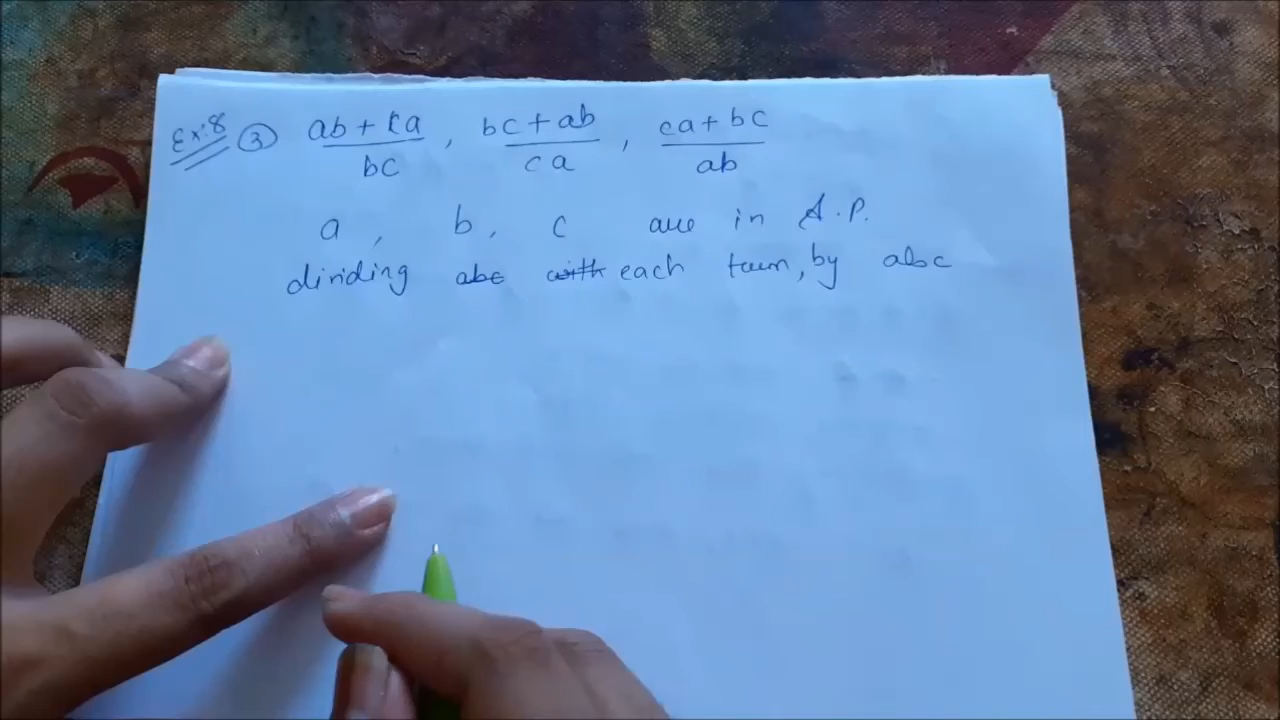 Ex:8 ③ (ab + ca)/bc , (bc + ab)/ca , (ca + bc)/ab
a , b, c are in A.P.
dividing abc with each term, by abc